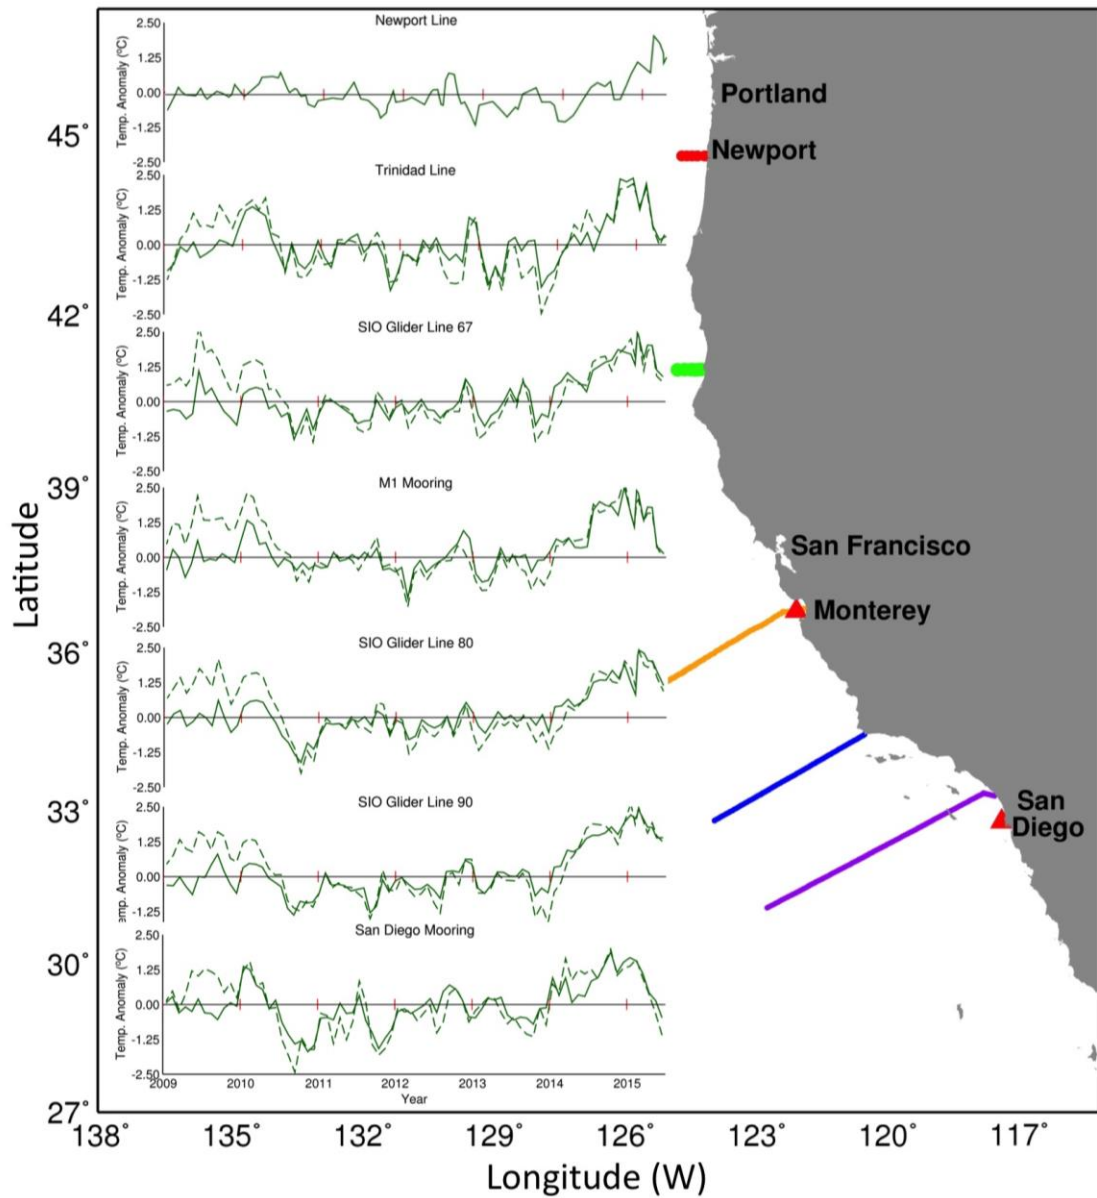 Newport Line
2.50
1.25
0.00
-1.25
-2.50
Temp. Anomaly (ºC)
Trinidad Line
2.50
1.25
0.00
-1.25
-2.50
Temp. Anomaly (ºC)
SIO Glider Line 67
2.50
1.25
0.00
-1.25
-2.50
Temp. Anomaly (ºC)
M1 Mooring
2.50
1.25
0.00
-1.25
-2.50
Temp. Anomaly (ºC)
SIO Glider Line 80
2.50
1.25
0.00
-1.25
-2.50
Temp. Anomaly (ºC)
SIO Glider Line 90
2.50
1.25
0.00
-1.25
emp. Anomaly (ºC)
San Diego Mooring
2.50
1.25
0.00
-1.25
-2.50
Temp. Anomaly (ºC)
2009 2010 2011 2012 2013 2014 2015
Year
Portland
Newport
San Francisco
Monterey
San
Diego
45°
42°
39°
36°
33°
30°
27°
Latitude
138° 135° 132° 129° 126° 123° 120° 117°
Longitude (W)